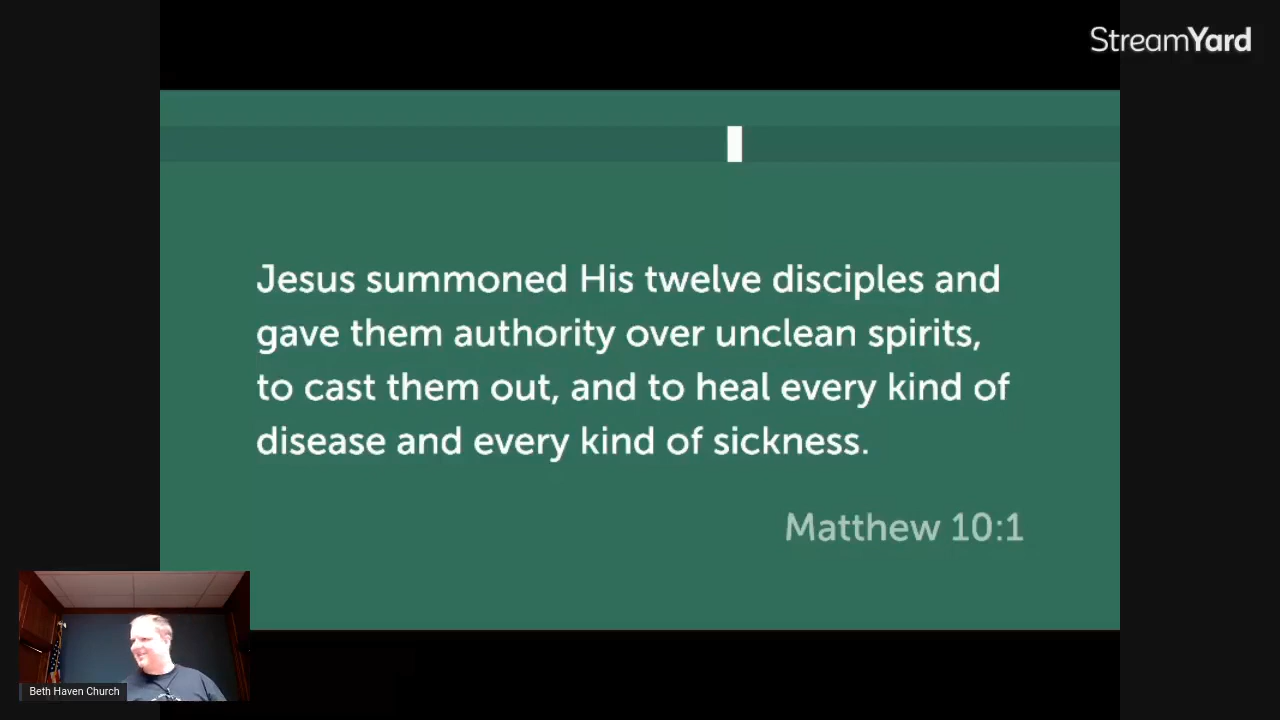 StreamYard
Jesus summoned His twelve disciples and
gave them authority over unclean spirits,
to cast them out, and to heal every kind of
disease and every kind of sickness.
Matthew 10:1
Beth Haven Church